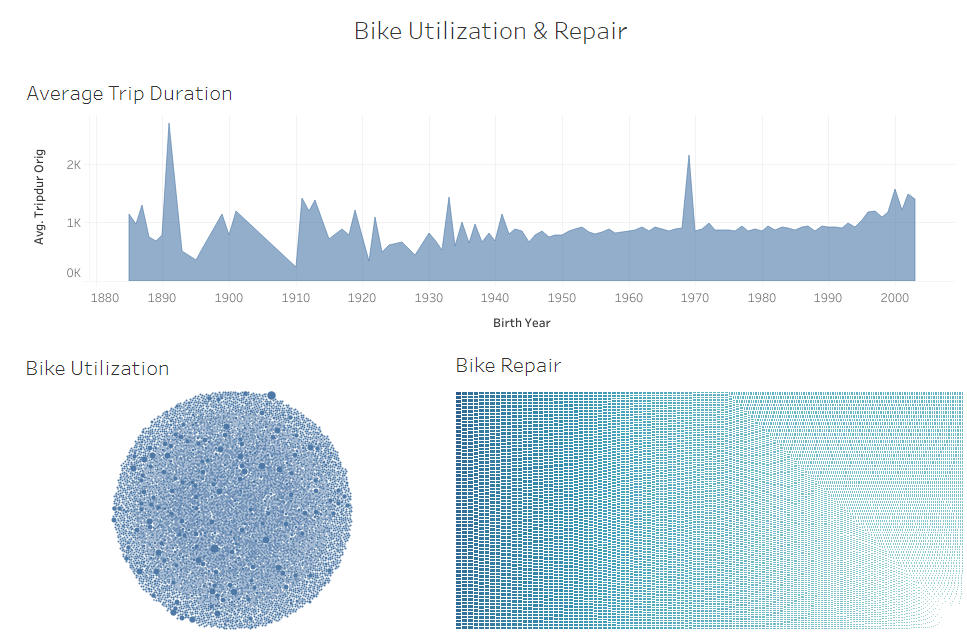 Bike Utilization & Repair
Average Trip Duration
Avg. Tripdur Orig
2K
1K
0K
1880 1890 1900 1910 1920 1930 1940 1950 1960 1970 1980 1990 2000
Birth Year
Bike Utilization
Bike Repair